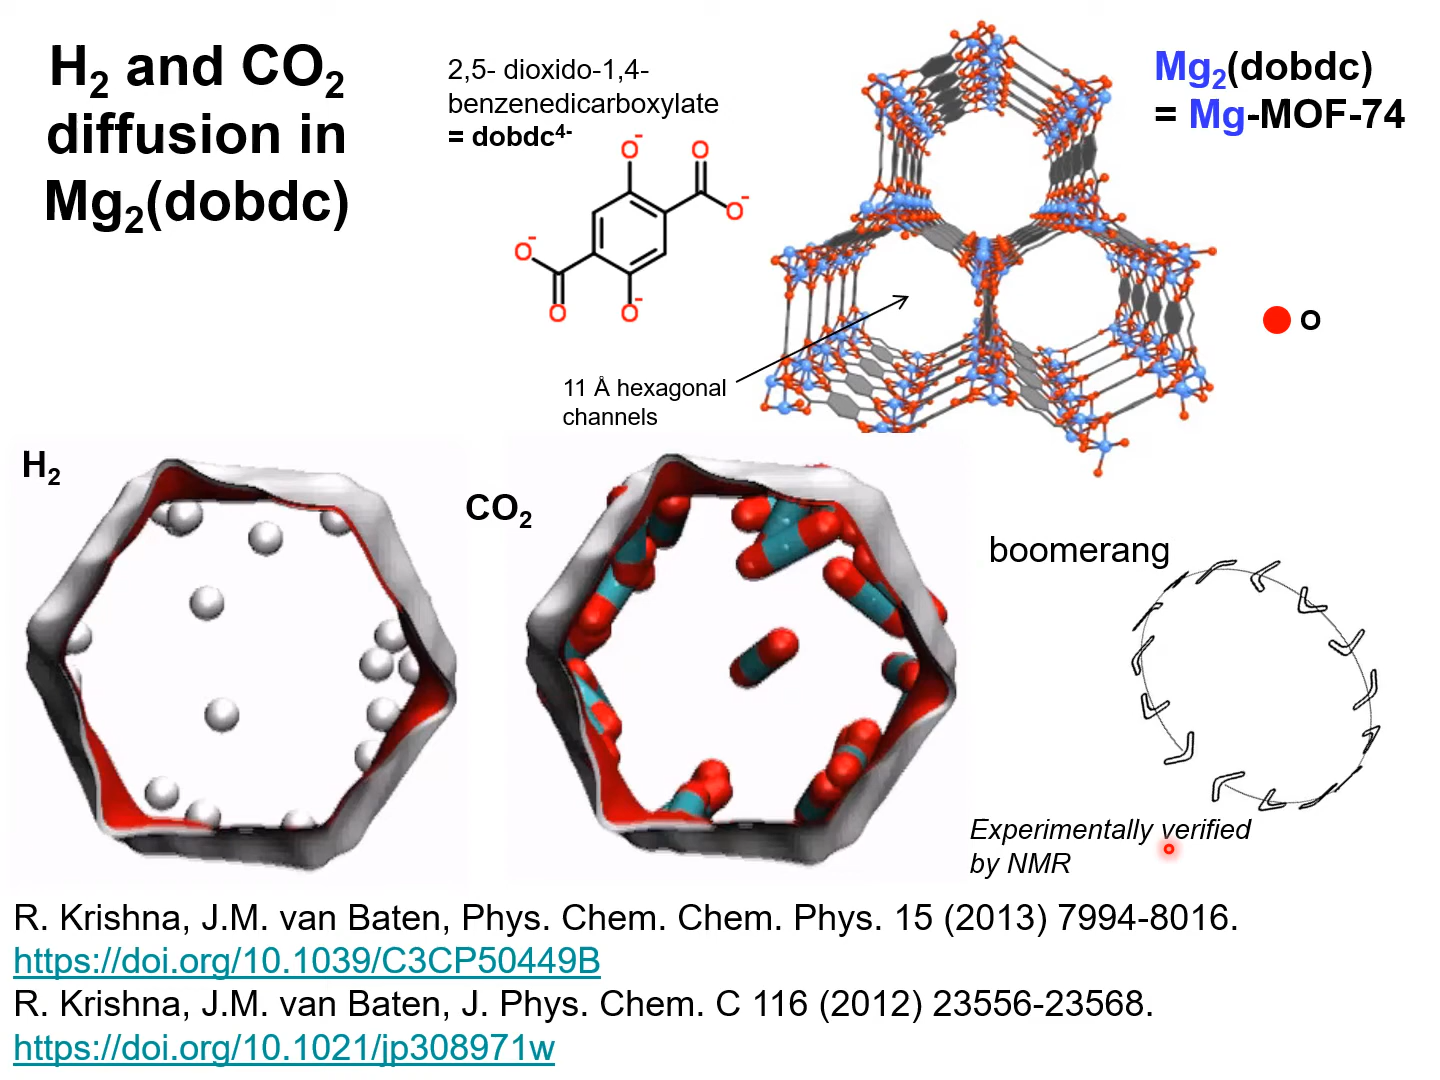 H₂ and CO₂
diffusion in
Mg₂(dobdc)
2,5- dioxido-1,4-
benzenedicarboxylate
= dobdc⁴⁻
O⁻
O
O⁻
O⁻
O
O⁻
11 Å hexagonal
channels
Mg₂(dobdc)
= Mg-MOF-74
O
H₂
CO₂
boomerang
Experimentally verified
by NMR
R. Krishna, J.M. van Baten, Phys. Chem. Chem. Phys. 15 (2013) 7994-8016.
https://doi.org/10.1039/C3CP50449B
R. Krishna, J.M. van Baten, J. Phys. Chem. C 116 (2012) 23556-23568.
https://doi.org/10.1021/jp308971w